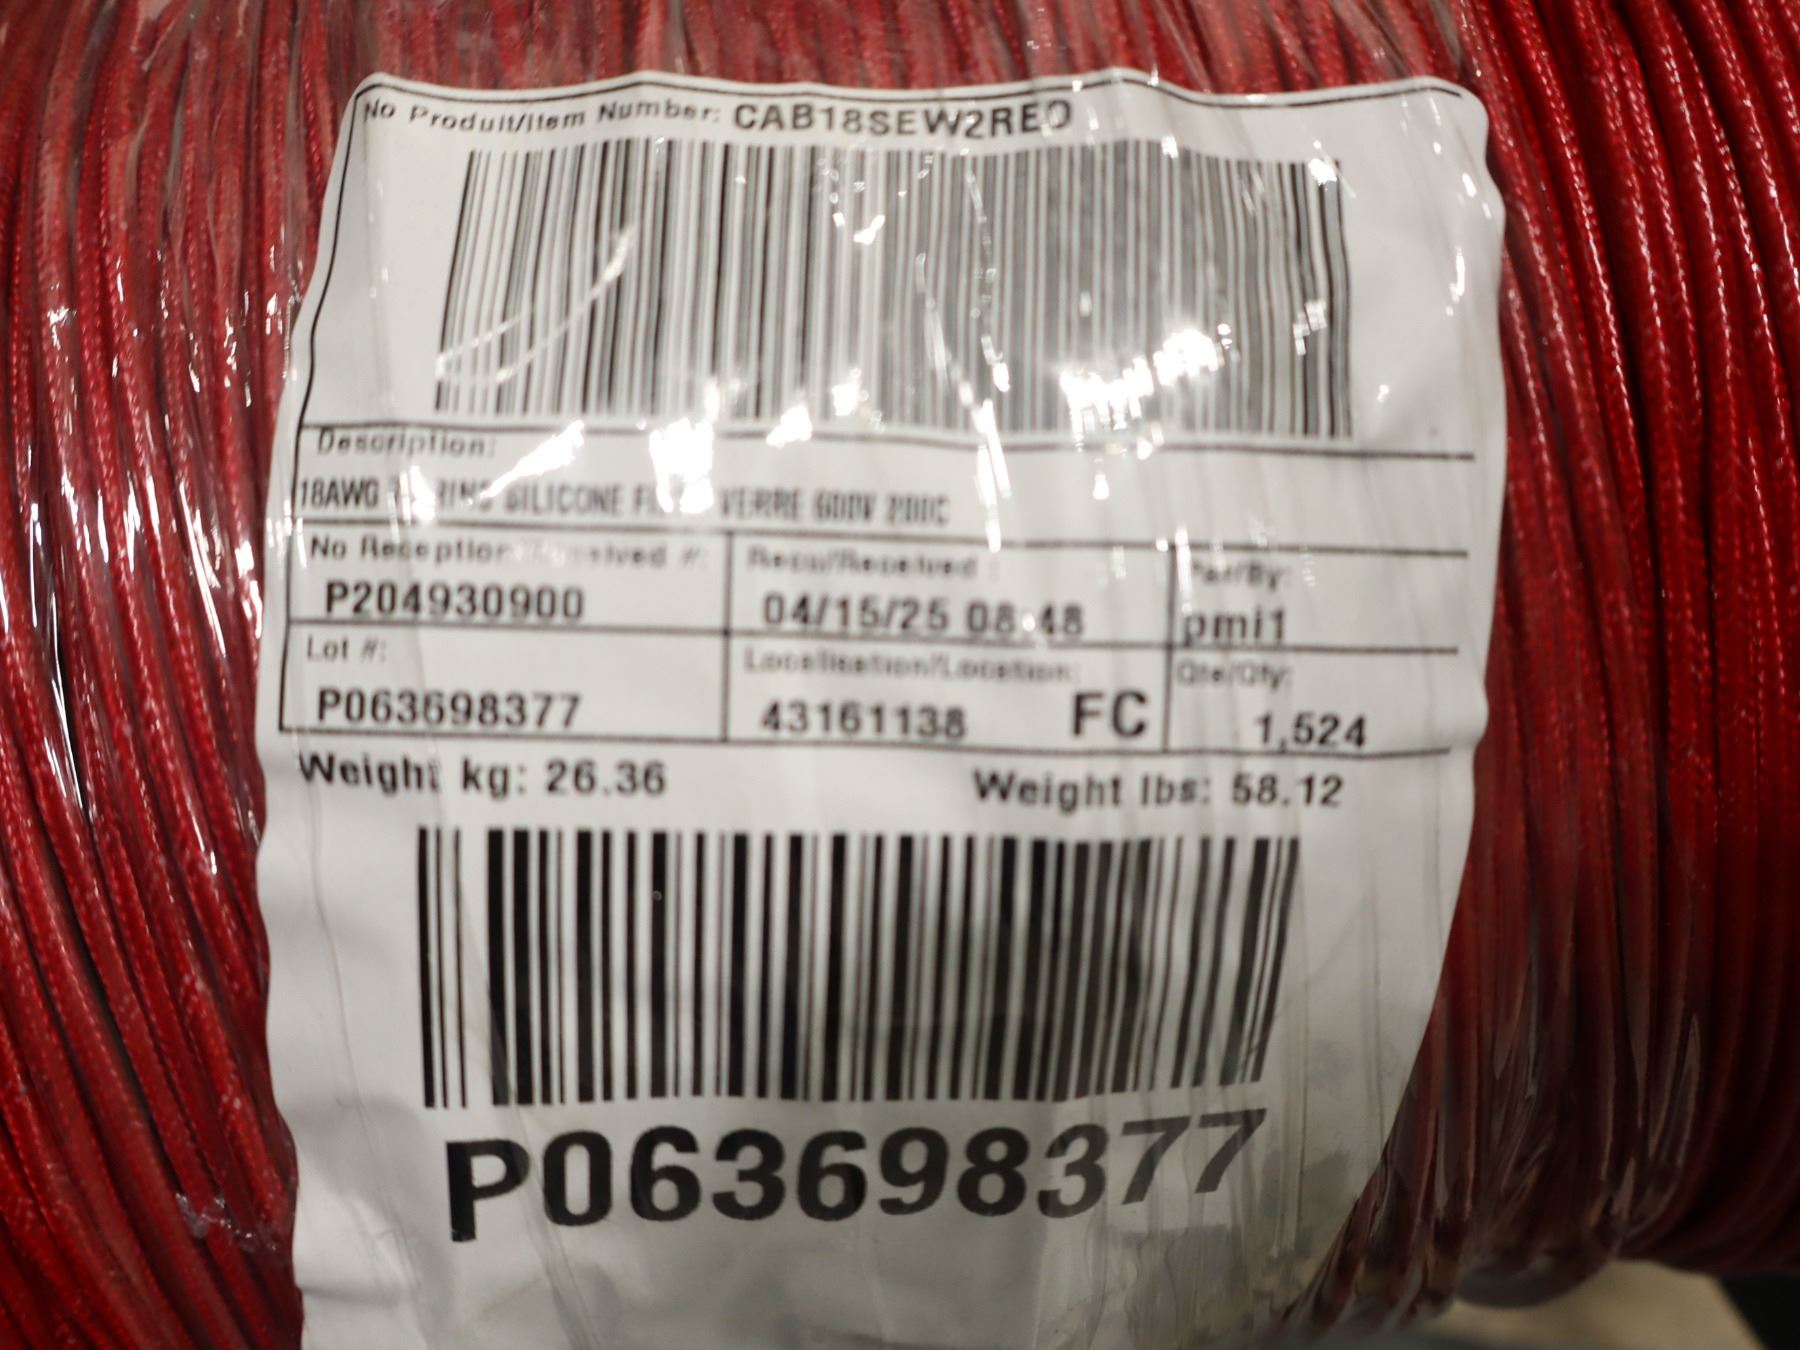 No Produit/Item Number: CAB18SEW2REO
Description:
18AWG SILICONE VERRE 600V 200C
No Reception/Received #:
P204930900
Recu/Received :
04/15/25 08:48
Par/By:
pmi1
Lot #:
P063698377
Localisation/Location:
43161138 FC
Qte/Qty:
1,524
Weight kg: 26.36 Weight lbs: 58.12
P063698377